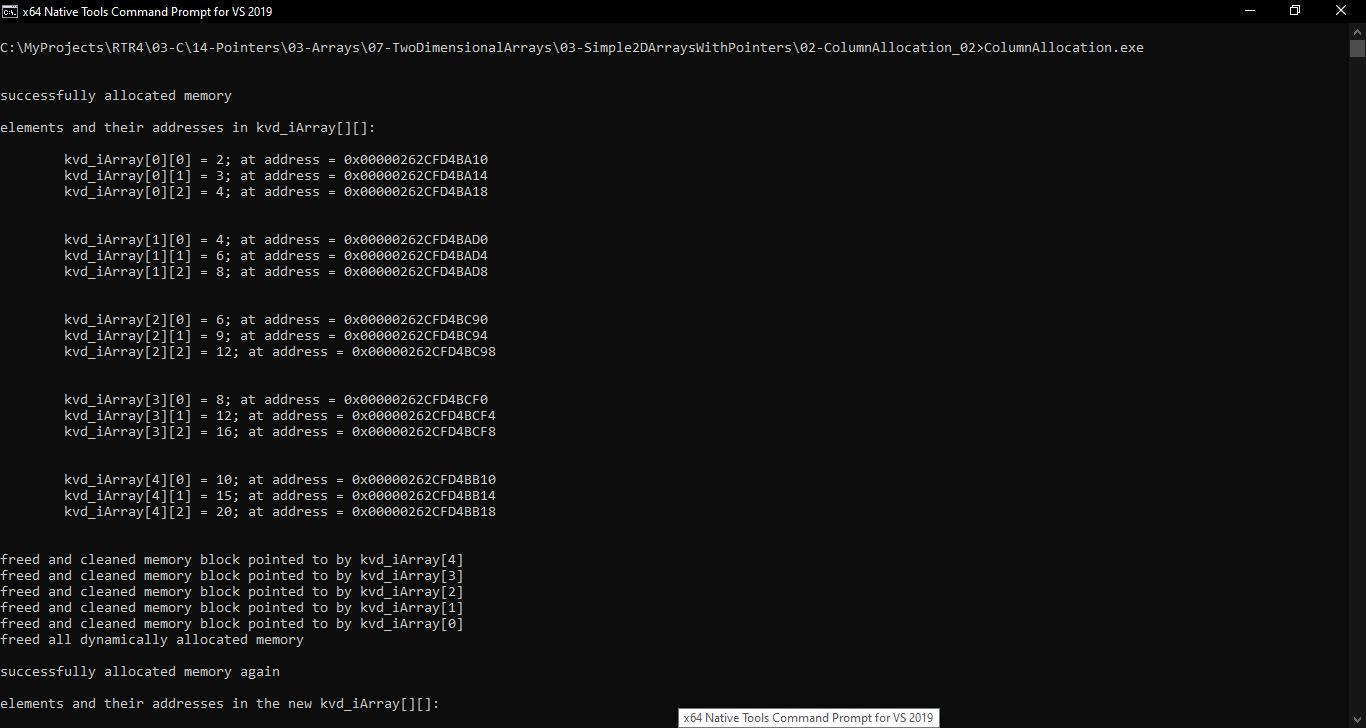 x64 Native Tools Command Prompt for VS 2019
C:\MyProjects\RTR4\03-C\14-Pointers\03-Arrays\07-TwoDimensionalArrays\03-Simple2DArraysWithPointers\02-ColumnAllocation_02>ColumnAllocation.exe
successfully allocated memory
elements and their addresses in kvd_iArray[][]:
kvd_iArray[0][0] = 2; at address = 0x00000262CFD4BA10
kvd_iArray[0][1] = 3; at address = 0x00000262CFD4BA14
kvd_iArray[0][2] = 4; at address = 0x00000262CFD4BA18
kvd_iArray[1][0] = 4; at address = 0x00000262CFD4BAD0
kvd_iArray[1][1] = 6; at address = 0x00000262CFD4BAD4
kvd_iArray[1][2] = 8; at address = 0x00000262CFD4BAD8
kvd_iArray[2][0] = 6; at address = 0x00000262CFD4BC90
kvd_iArray[2][1] = 9; at address = 0x00000262CFD4BC94
kvd_iArray[2][2] = 12; at address = 0x00000262CFD4BC98
kvd_iArray[3][0] = 8; at address = 0x00000262CFD4BCF0
kvd_iArray[3][1] = 12; at address = 0x00000262CFD4BCF4
kvd_iArray[3][2] = 16; at address = 0x00000262CFD4BCF8
kvd_iArray[4][0] = 10; at address = 0x00000262CFD4BB10
kvd_iArray[4][1] = 15; at address = 0x00000262CFD4BB14
kvd_iArray[4][2] = 20; at address = 0x00000262CFD4BB18
freed and cleaned memory block pointed to by kvd_iArray[4]
freed and cleaned memory block pointed to by kvd_iArray[3]
freed and cleaned memory block pointed to by kvd_iArray[2]
freed and cleaned memory block pointed to by kvd_iArray[1]
freed and cleaned memory block pointed to by kvd_iArray[0]
freed all dynamically allocated memory
successfully allocated memory again
elements and their addresses in the new kvd_iArray[][]:
x64 Native Tools Command Prompt for VS 2019